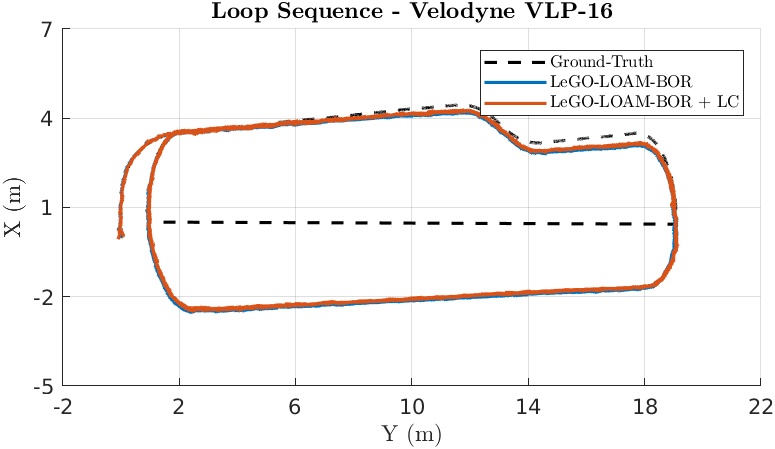 Loop Sequence - Velodyne VLP-16
Ground-Truth
LeGO-LOAM-BOR
LeGO-LOAM-BOR + LC
7
4
1
-2
-5
X (m)
-2
2
6
10
14
18
22
Y (m)